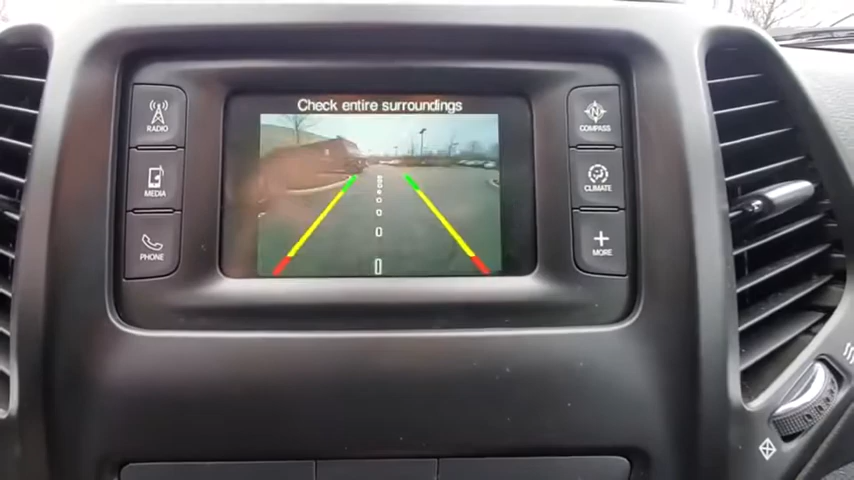 Check entire surroundings
RADIO
MEDIA
PHONE
N
COMPASS
CLIMATE
MORE